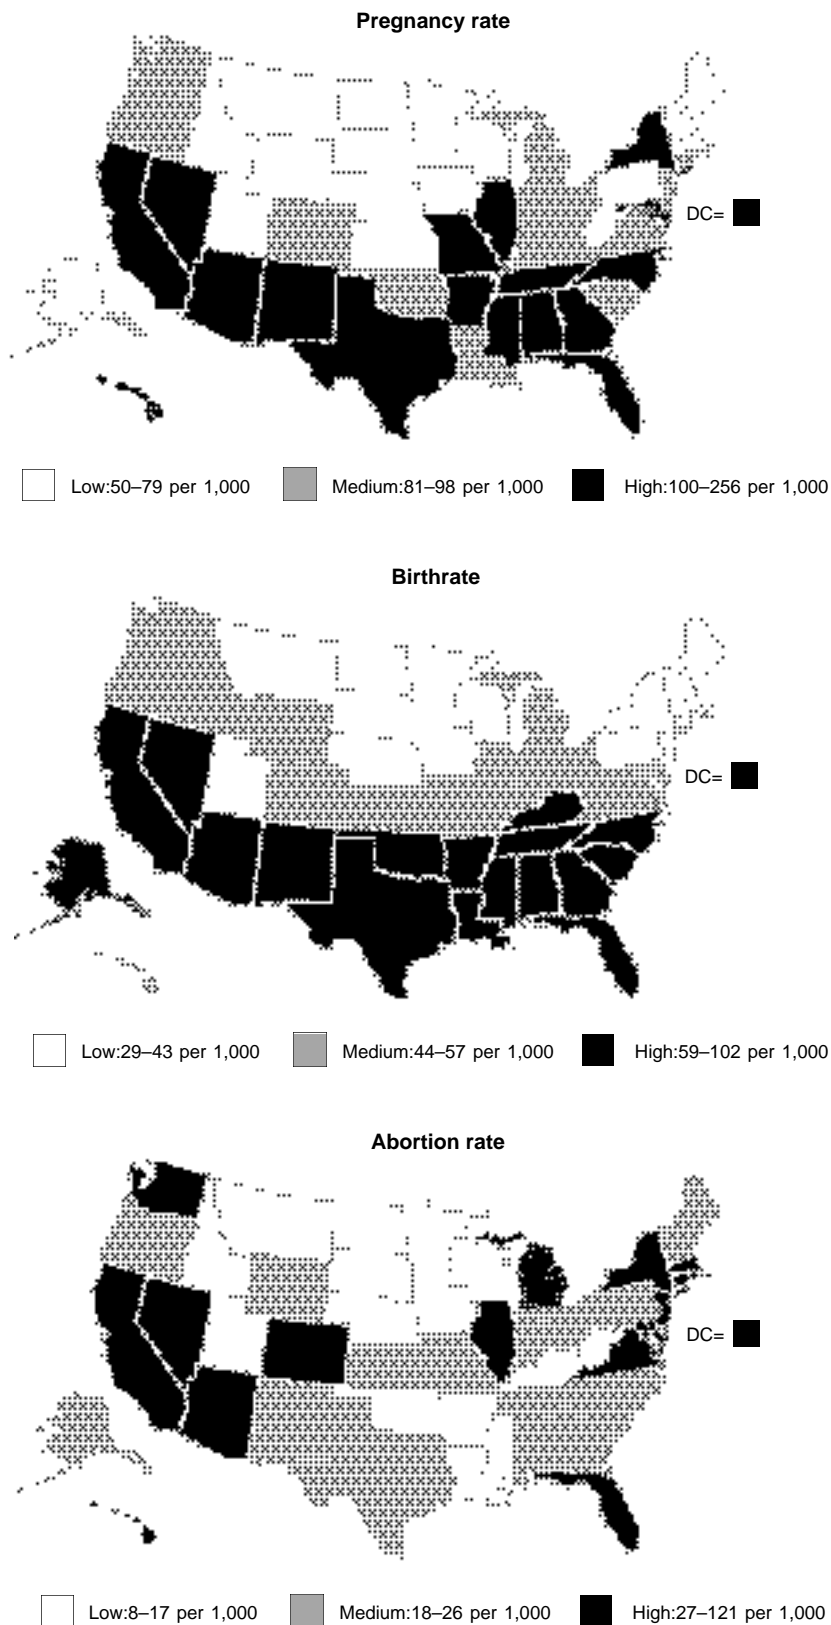 Pregnancy rate
DC=
Low:50–79 per 1,000 Medium:81–98 per 1,000 High:100–256 per 1,000
Birthrate
DC=
Low:29–43 per 1,000 Medium:44–57 per 1,000 High:59–102 per 1,000
Abortion rate
DC=
Low:8–17 per 1,000 Medium:18–26 per 1,000 High:27–121 per 1,000